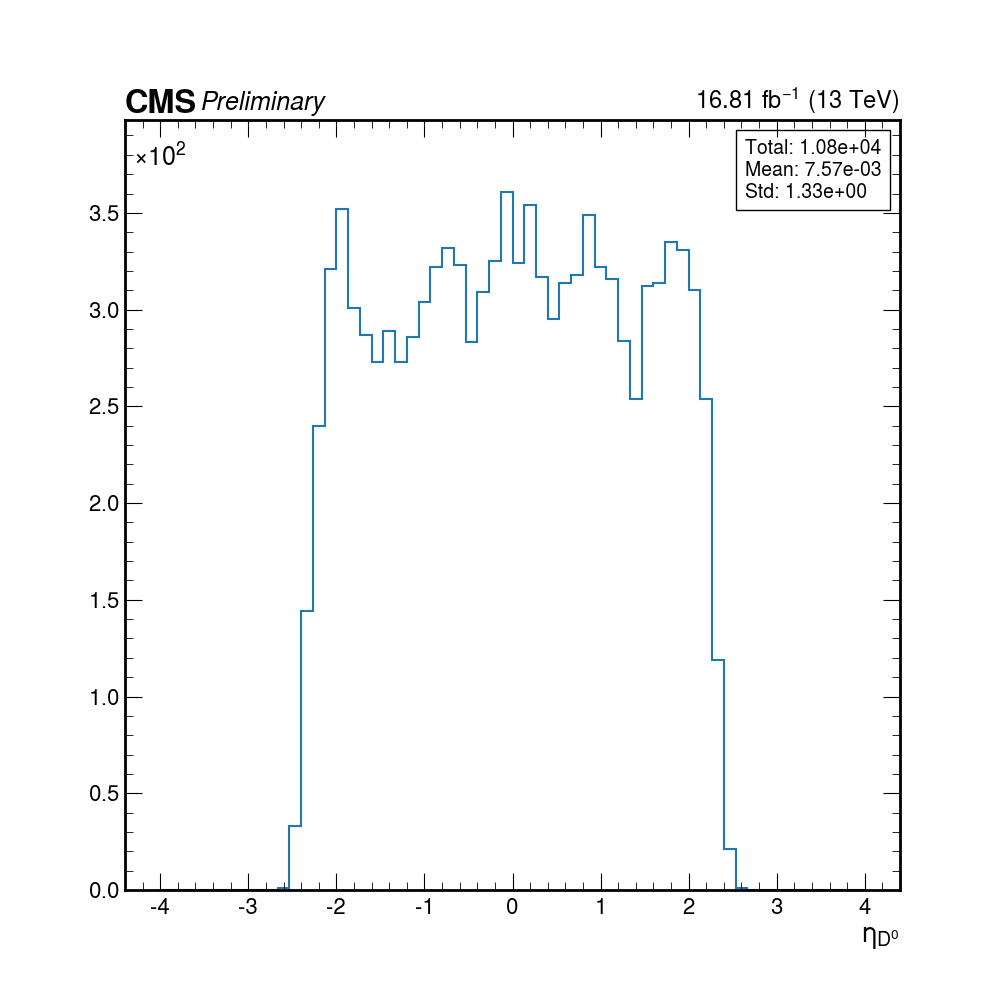 CMS Preliminary
16.81 fb⁻¹ (13 TeV)
×10²
Total: 1.08e+04
Mean: 7.57e-03
Std: 1.33e+00
3.5
3.0
2.5
2.0
1.5
1.0
0.5
0.0
-4 -3 -2 -1 0 1 2 3 4
η_D⁰